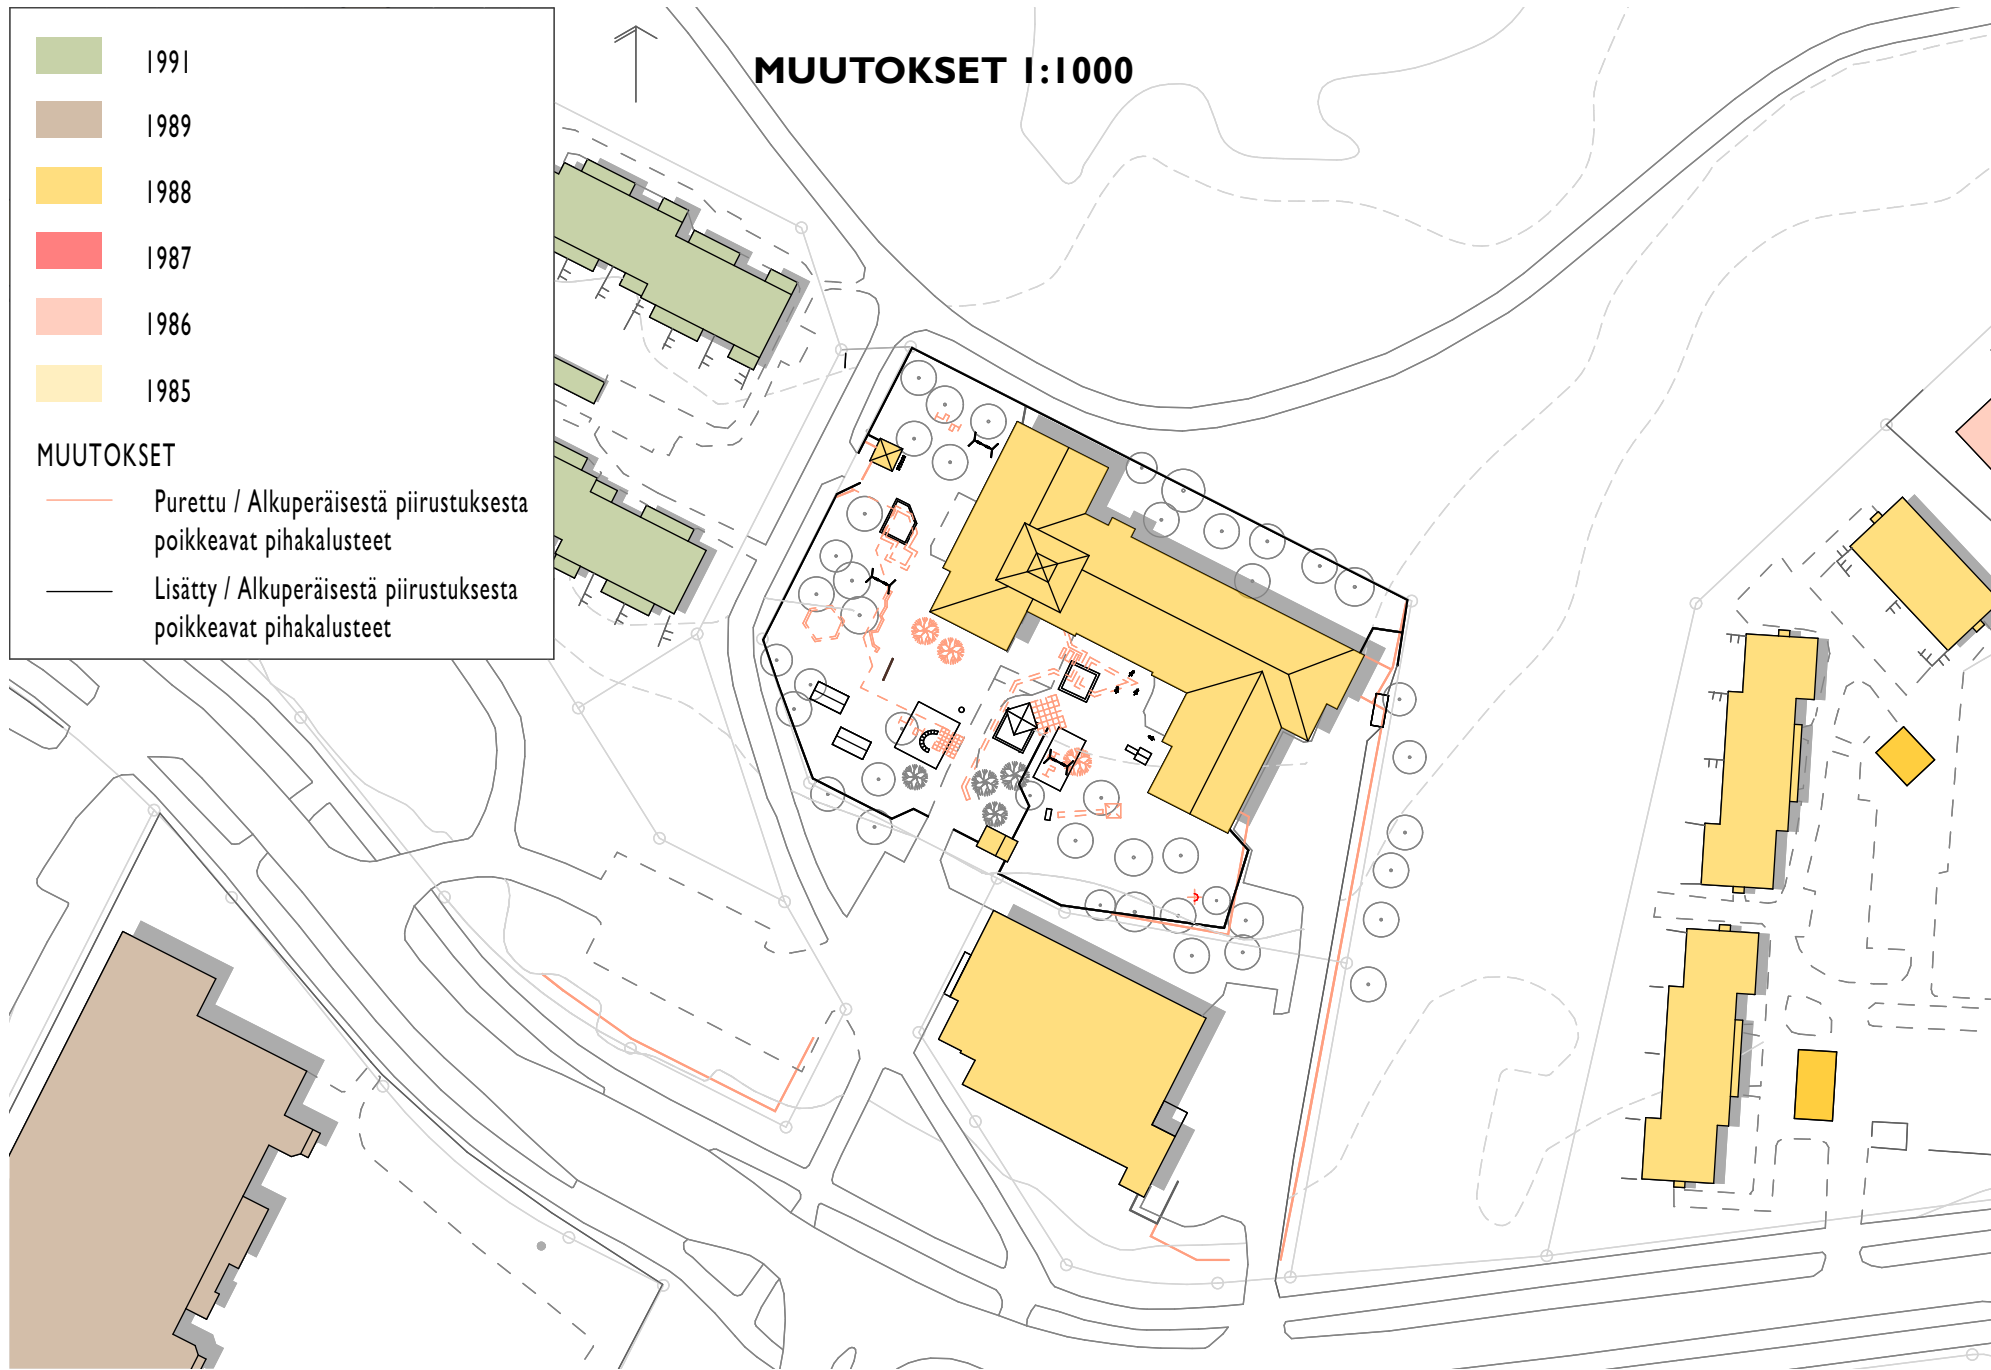 MUUTOKSET 1:1000
1991
1989
1988
1987
1986
1985
MUUTOKSET
Purettu / Alkuperäisestä piirustuksesta
poikkeavat pihakalusteet
Lisätty / Alkuperäisestä piirustuksesta
poikkeavat pihakalusteet